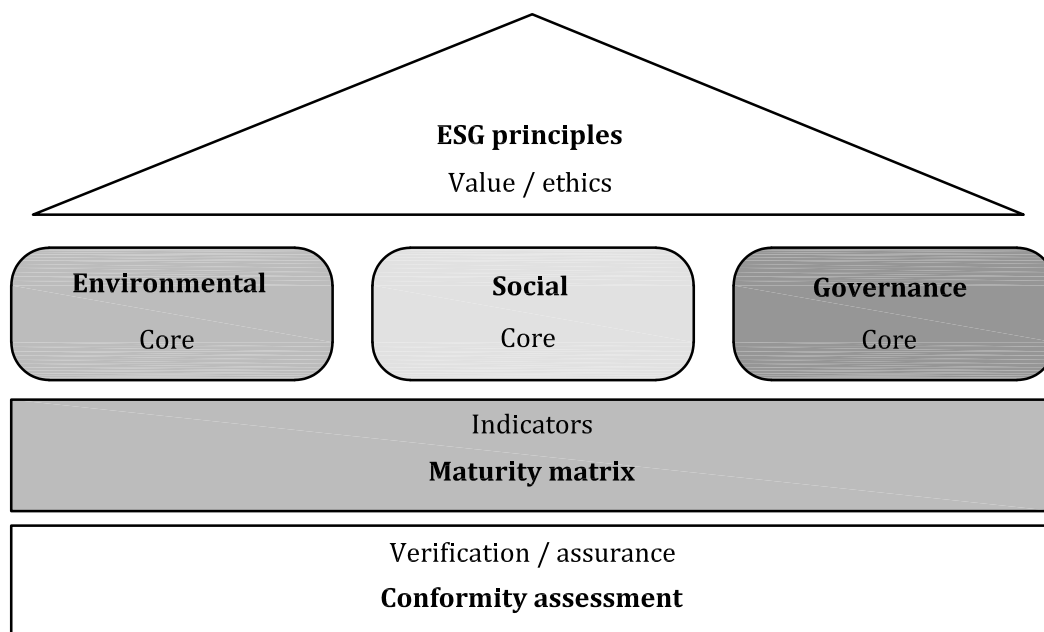 ESG principles
Value / ethics
Environmental
Core
Social
Core
Governance
Core
Indicators
Maturity matrix
Verification / assurance
Conformity assessment